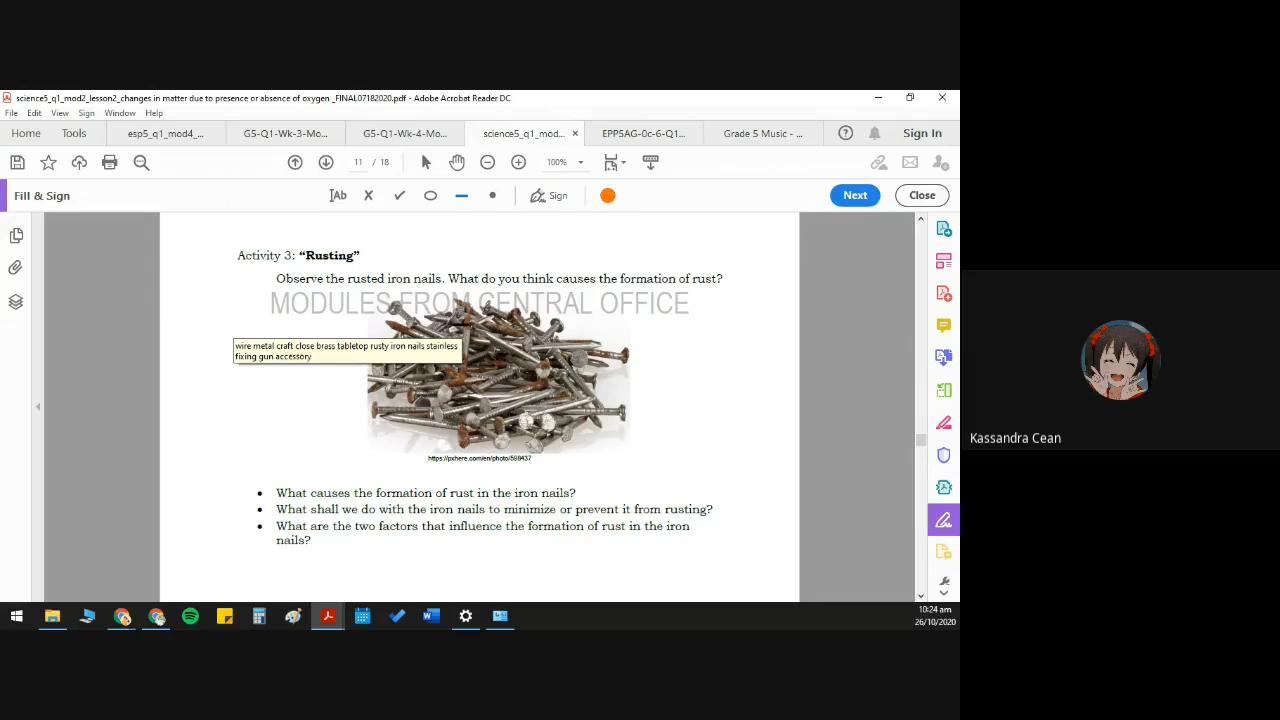 science5_q1_mod2_lesson2_changes in matter due to presence or absence of oxygen _FINAL07182020.pdf - Adobe Acrobat Reader DC
File Edit View Sign Window Help
Home Tools esp5_q1_mod4_... G5-Q1-Wk-3-Mo... G5-Q1-Wk-4-Mo... science5_q1_mod... × EPP5AG-0c-6-Q1... Grade 5 Music - ... Sign In
11 / 18 100%
Fill & Sign Ab Sign Next Close
Activity 3: “Rusting”
Observe the rusted iron nails. What do you think causes the formation of rust?
MODULES FROM CENTRAL OFFICE
wire metal craft close brass tabletop rusty iron nails stainless
fixing gun accessory
https://pxhere.com/en/photo/598437
• What causes the formation of rust in the iron nails?
• What shall we do with the iron nails to minimize or prevent it from rusting?
• What are the two factors that influence the formation of rust in the iron
nails?
Kassandra Cean
10:24 am
26/10/2020